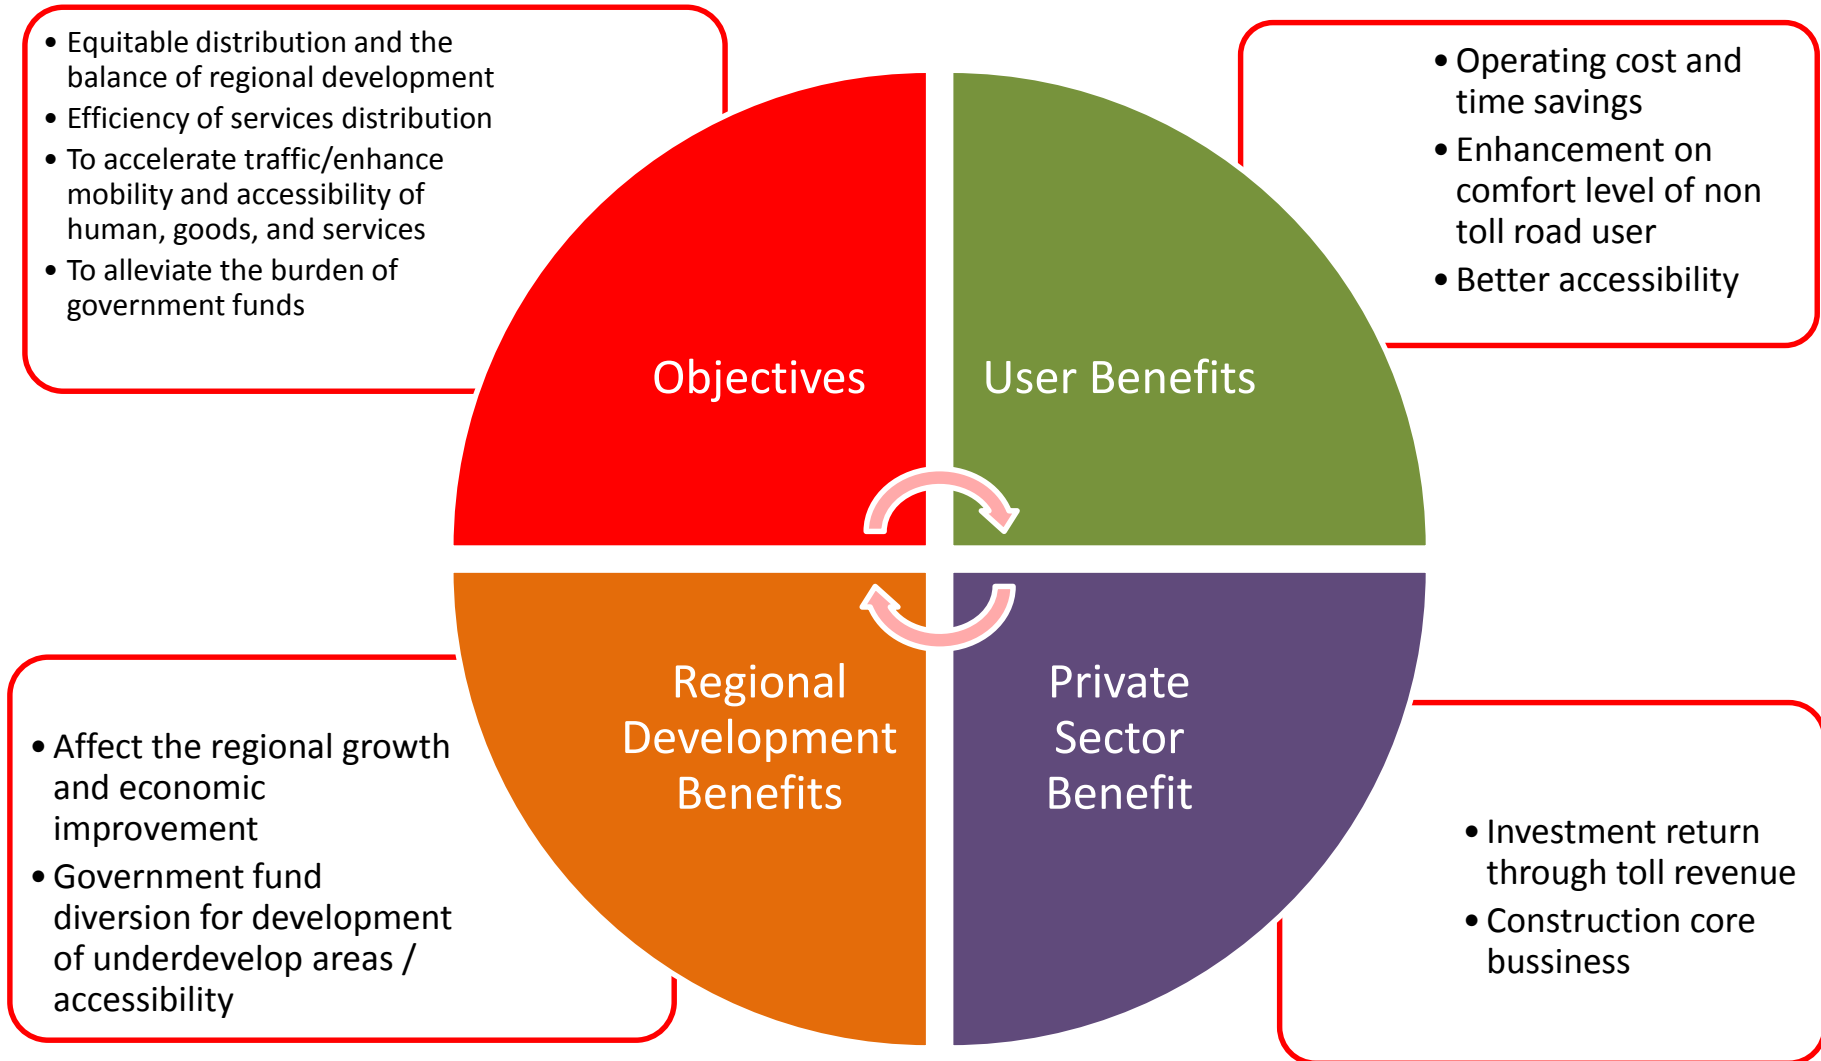 • Equitable distribution and the
balance of regional development
• Efficiency of services distribution
• To accelerate traffic/enhance
mobility and accessibility of
human, goods, and services
• To alleviate the burden of
government funds
• Operating cost and
time savings
• Enhancement on
comfort level of non
toll road user
• Better accessibility
Objectives
User Benefits
Regional
Development
Benefits
Private
Sector
Benefit
• Affect the regional growth
and economic
improvement
• Government fund
diversion for development
of underdevelop areas /
accessibility
• Investment return
through toll revenue
• Construction core
bussiness